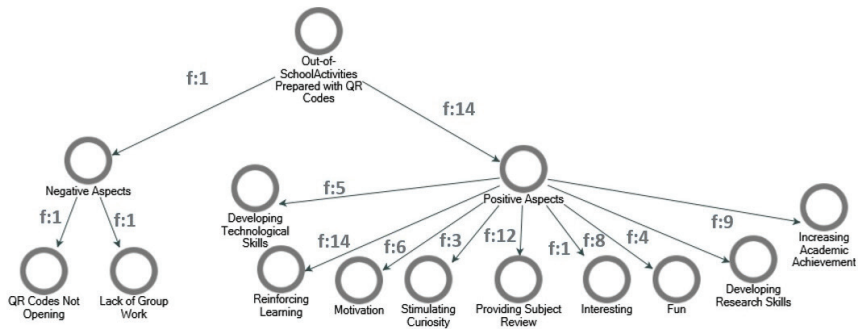 Out-of-
SchoolActivities
Prepared with QR
Codes
f:1
f:14
Negative Aspects
Positive Aspects
f:1
f:1
f:5
f:14
f:6
f:3
f:12
f:1
f:8
f:4
f:9
QR Codes Not
Opening
Lack of Group
Work
Developing
Technological
Skills
Reinforcing
Learning
Motivation
Stimulating
Curiosity
Providing Subject
Review
Interesting
Fun
Developing
Research Skills
Increasing
Academic
Achievement